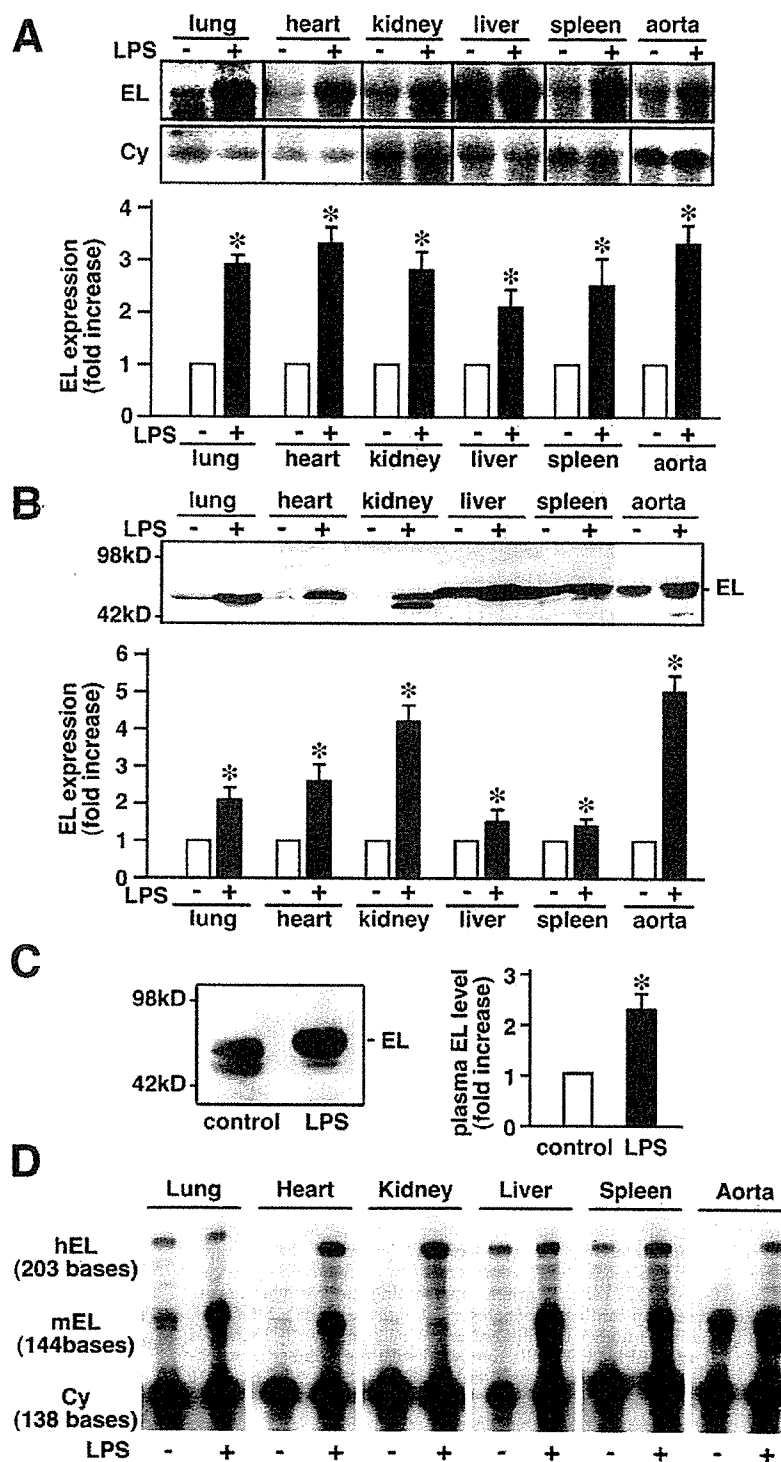 A
lung heart kidney liver spleen aorta
LPS - + - + - + - + - + - +
EL
Cy
EL expression
(fold increase)
4
3
2
1
0
* * * * * *
LPS - + - + - + - + - + - +
lung heart kidney liver spleen aorta
B
lung heart kidney liver spleen aorta
LPS - + - + - + - + - + - +
98kD
42kD
- EL
EL expression
(fold increase)
6
5
4
3
2
1
0
* * * * * *
LPS - + - + - + - + - + - +
lung heart kidney liver spleen aorta
C
98kD
42kD
- EL
control LPS
plasma EL level
(fold increase)
3
2
1
0
*
control LPS
D
Lung Heart Kidney Liver Spleen Aorta
hEL
(203 bases)
mEL
(144bases)
Cy
(138 bases)
LPS - + - + - + - + - + - +